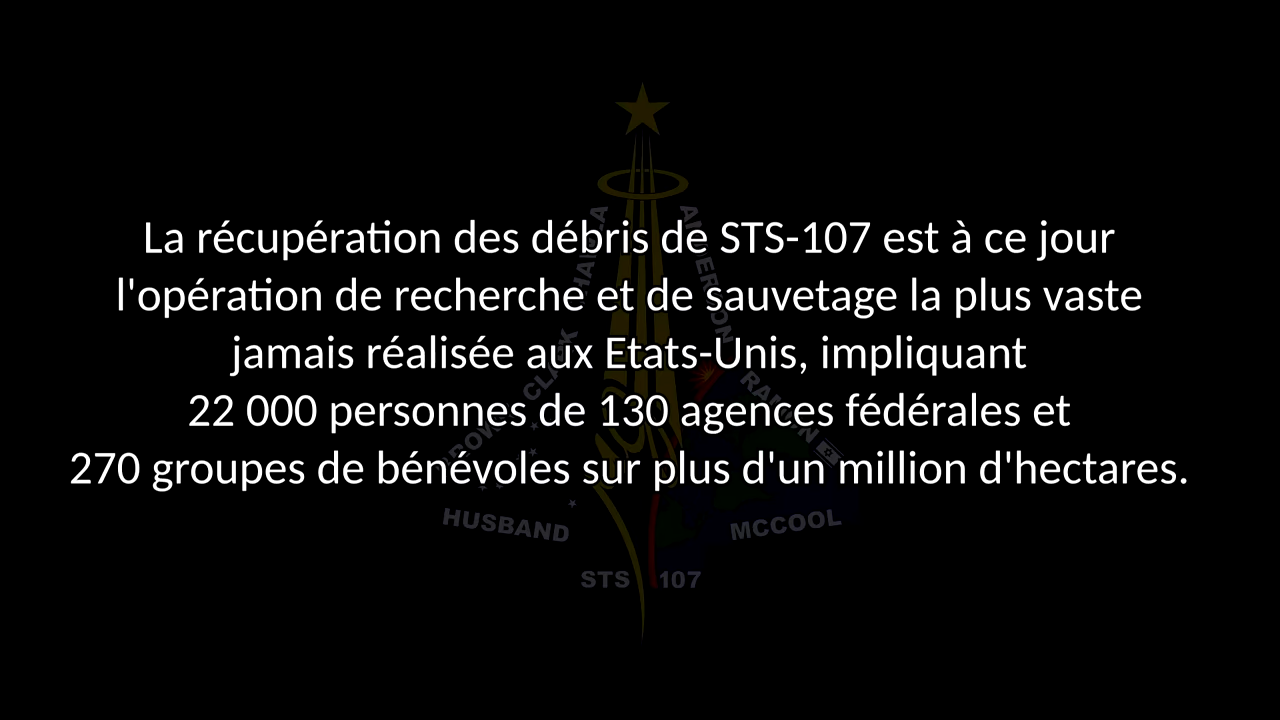 La récupération des débris de STS-107 est à ce jour
l'opération de recherche et de sauvetage la plus vaste
jamais réalisée aux Etats-Unis, impliquant
22 000 personnes de 130 agences fédérales et
270 groupes de bénévoles sur plus d'un million d'hectares.
CLARK
HUSBAND
MCCOOL
STS 107